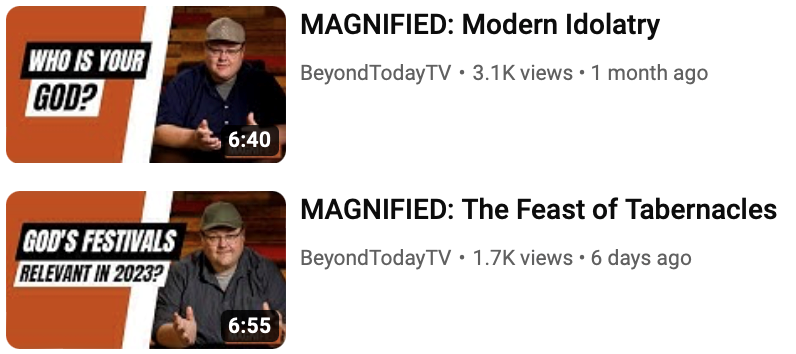 WHO IS YOUR
GOD?
6:40
MAGNIFIED: Modern Idolatry
BeyondTodayTV • 3.1K views • 1 month ago
GOD'S FESTIVALS
RELEVANT IN 2023?
6:55
MAGNIFIED: The Feast of Tabernacles
BeyondTodayTV • 1.7K views • 6 days ago